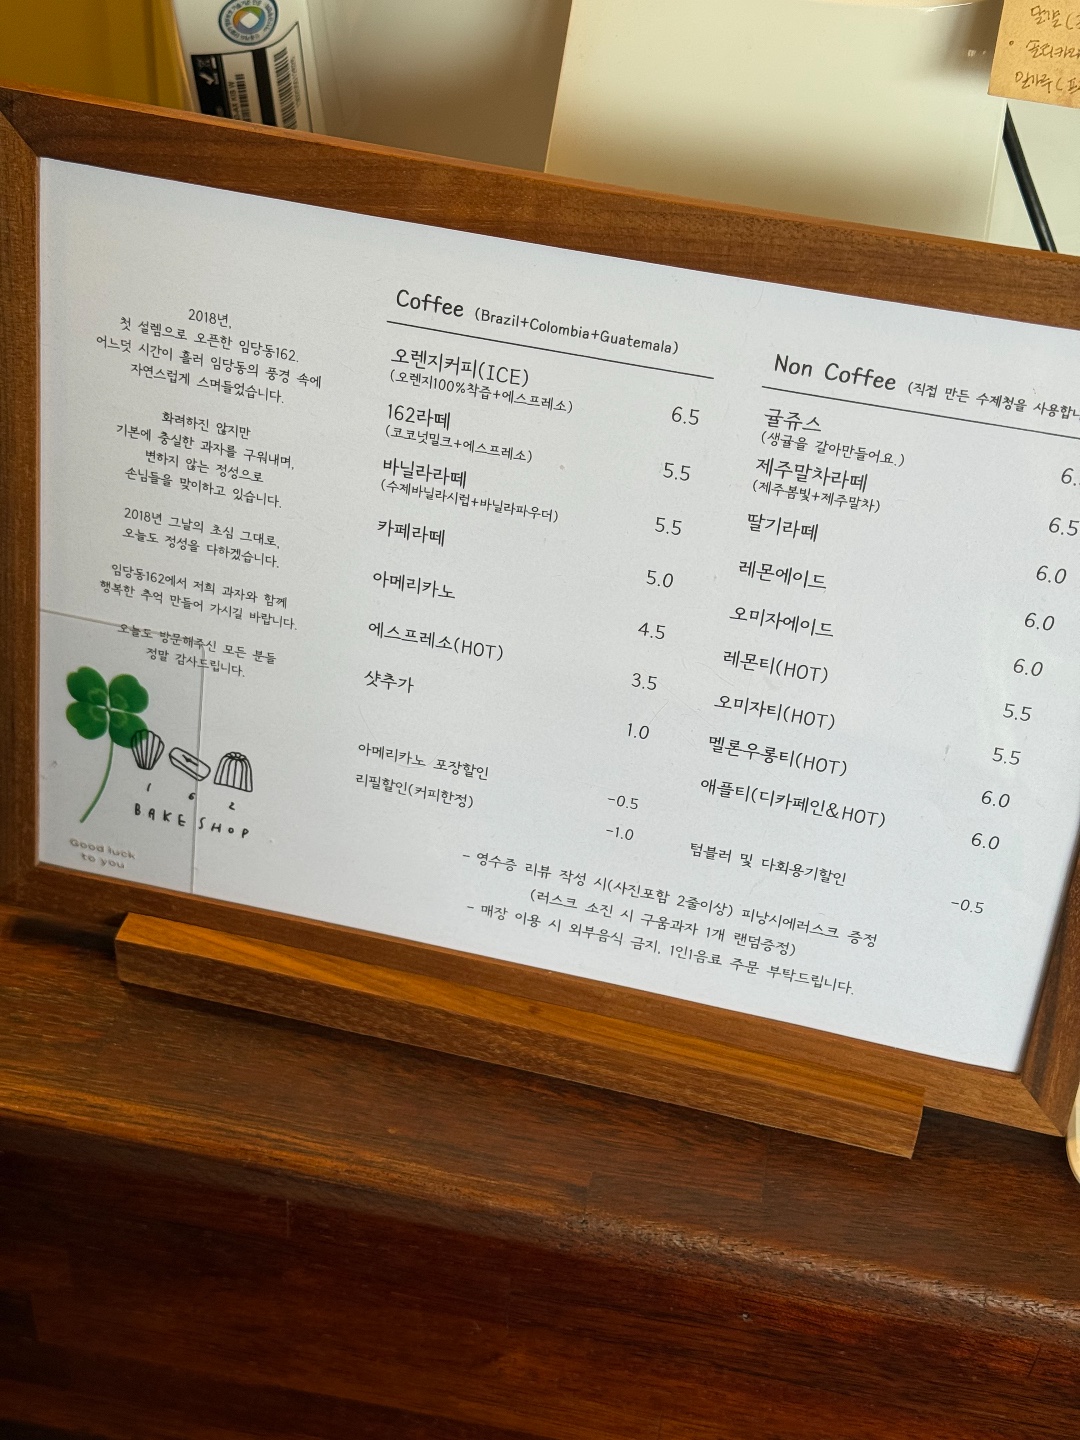 2018년,
첫 설렘으로 오픈한 임당동162.
어느덧 시간이 흘러 임당동의 풍경 속에
자연스럽게 스며들었습니다.
화려하진 않지만
기본에 충실한 과자를 구워내며,
변하지 않는 정성으로
손님들을 맞이하고 있습니다.
2018년 그날의 초심 그대로,
오늘도 정성을 다하겠습니다.
임당동162에서 저희 과자와 함께
행복한 추억 만들어 가시길 바랍니다.
오늘도 방문해주신 모든 분들
정말 감사드립니다.
1 6 2
BAKE SHOP
Good luck
to you
Coffee (Brazil+Colombia+Guatemala)
오렌지커피(ICE) 6.5
(오렌지100%착즙+에스프레소)
162라떼 5.5
(코코넛밀크+에스프레소)
바닐라라떼 5.5
(수제바닐라시럽+바닐라파우더)
카페라떼 5.0
아메리카노 4.5
에스프레소(HOT) 3.5
샷추가 1.0
아메리카노 포장할인 -0.5
리필할인(커피한정) -1.0
Non Coffee (직접 만든 수제청을 사용합니
귤쥬스 6.
(생귤을 갈아만들어요.)
제주말차라떼 6.5
(제주봄빛+제주말차)
딸기라떼 6.0
레몬에이드 6.0
오미자에이드 6.0
레몬티(HOT) 5.5
오미자티(HOT) 5.5
멜론우롱티(HOT) 6.0
애플티(디카페인&HOT) 6.0
텀블러 및 다회용기할인 -0.5
- 영수증 리뷰 작성 시(사진포함 2줄이상) 피낭시에러스크 증정
(러스크 소진 시 구움과자 1개 랜덤증정)
- 매장 이용 시 외부음식 금지, 1인1음료 주문 부탁드립니다.